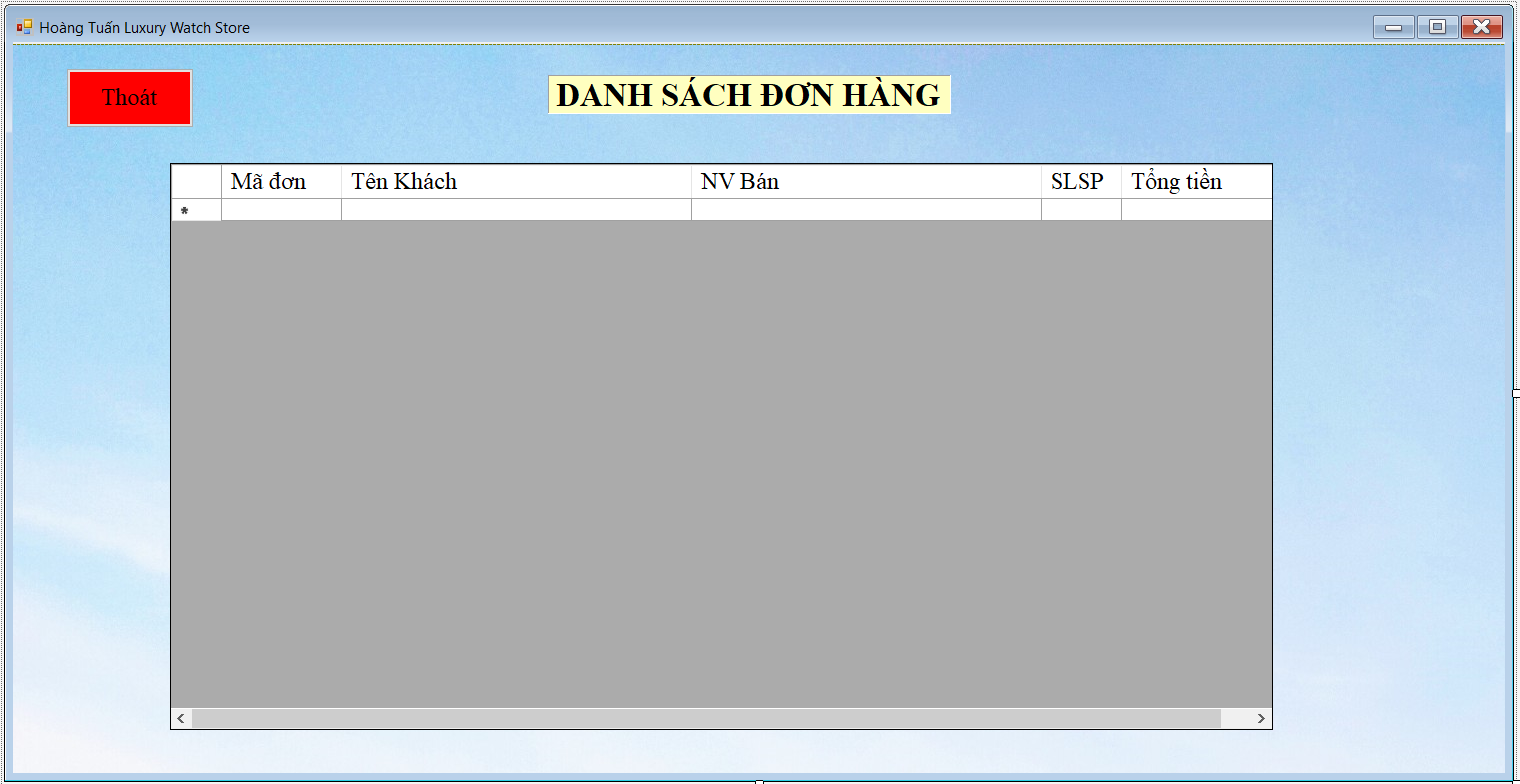 Hoàng Tuấn Luxury Watch Store
Thoát
DANH SÁCH ĐƠN HÀNG
Mã đơn Tên Khách NV Bán SLSP Tổng tiền
*